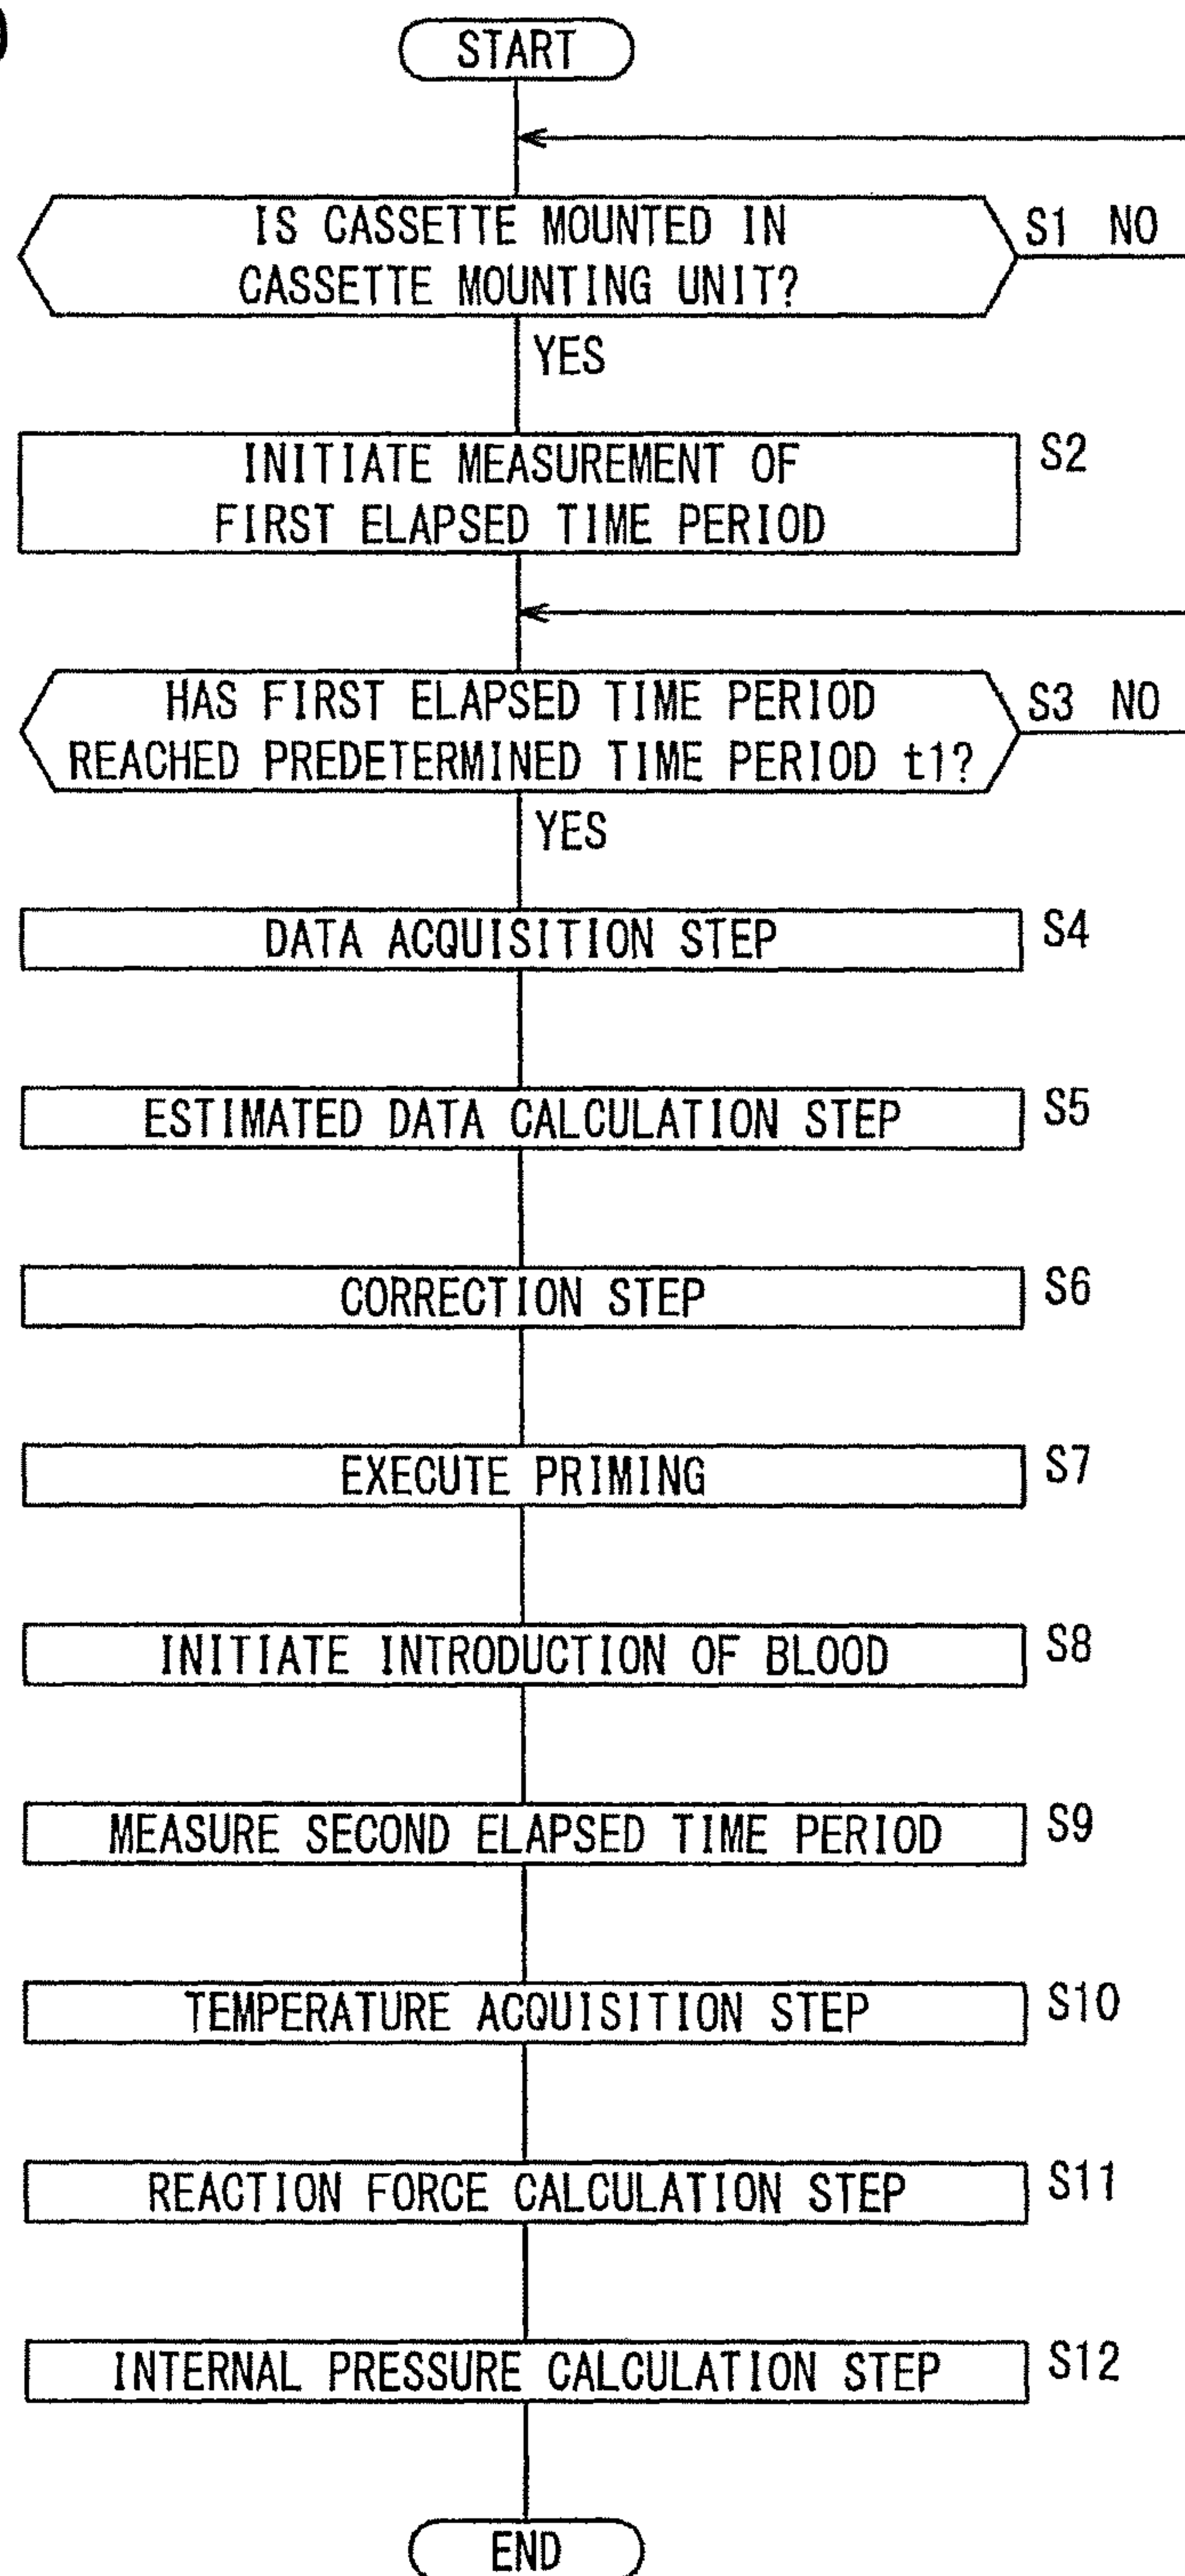 START
IS CASSETTE MOUNTED IN
CASSETTE MOUNTING UNIT?
S1 NO
YES
INITIATE MEASUREMENT OF
FIRST ELAPSED TIME PERIOD
S2
HAS FIRST ELAPSED TIME PERIOD
REACHED PREDETERMINED TIME PERIOD t1?
S3 NO
YES
DATA ACQUISITION STEP
S4
ESTIMATED DATA CALCULATION STEP
S5
CORRECTION STEP
S6
EXECUTE PRIMING
S7
INITIATE INTRODUCTION OF BLOOD
S8
MEASURE SECOND ELAPSED TIME PERIOD
S9
TEMPERATURE ACQUISITION STEP
S10
REACTION FORCE CALCULATION STEP
S11
INTERNAL PRESSURE CALCULATION STEP
S12
END